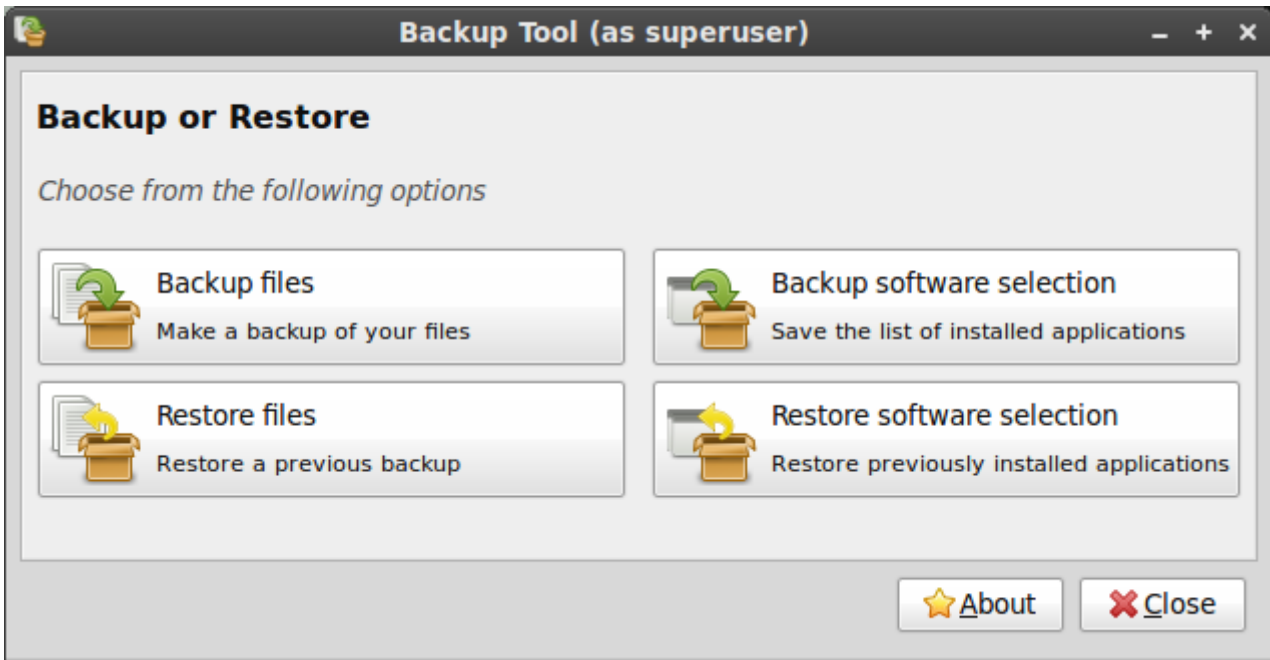 Backup Tool (as superuser)
Backup or Restore
Choose from the following options
Backup files
Make a backup of your files
Backup software selection
Save the list of installed applications
Restore files
Restore a previous backup
Restore software selection
Restore previously installed applications
About
Close